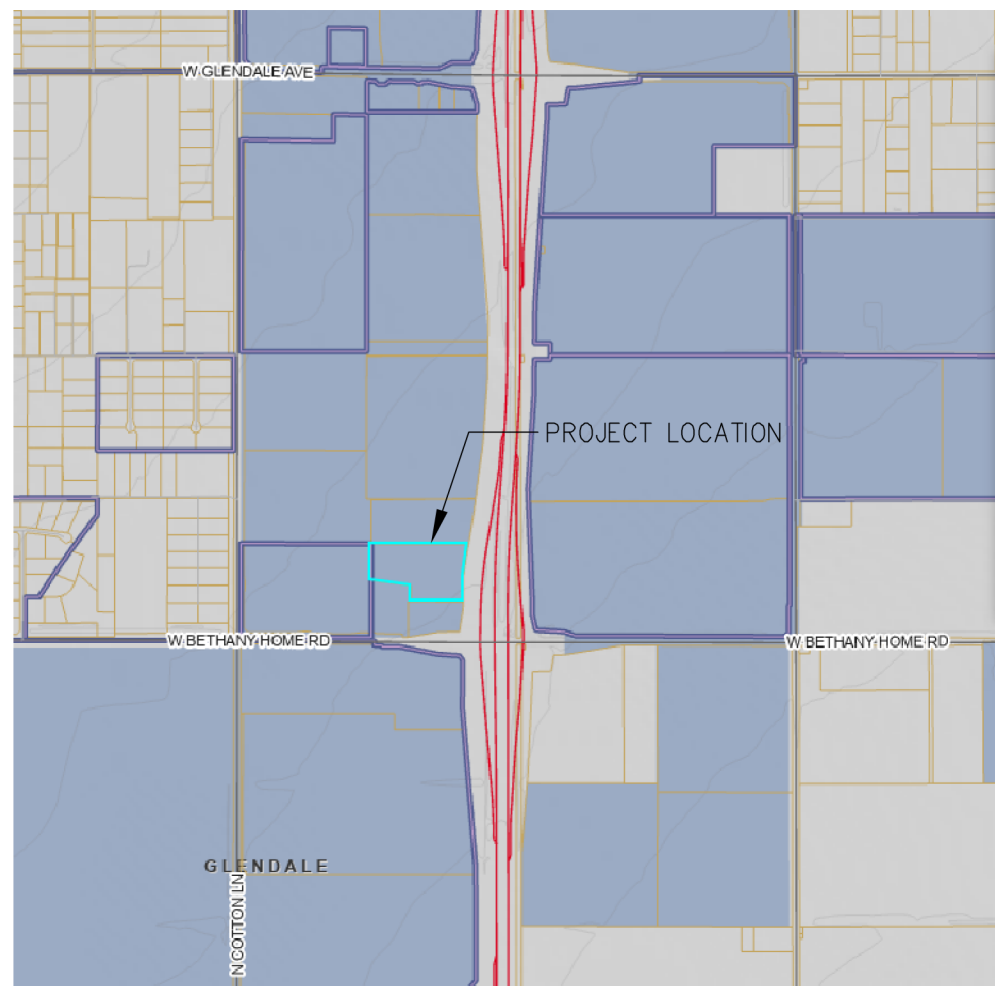 W GLENDALE AVE
PROJECT LOCATION
W BETHANY HOME RD
W BETHANY HOME RD
GLENDALE
N COTTON LN